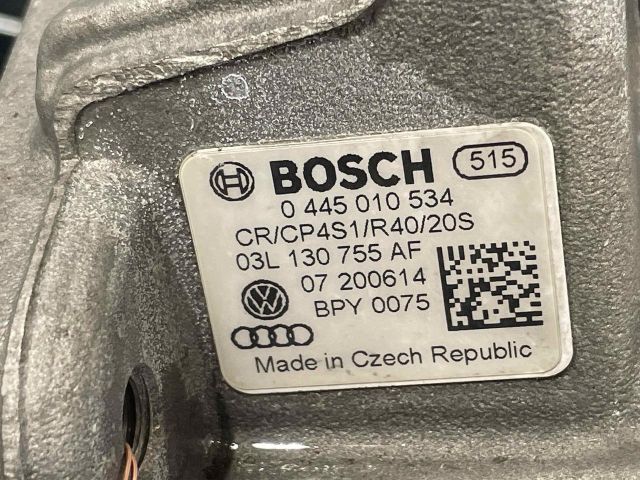 BOSCH 515
0 445 010 534
CR/CP4S1/R40/20S
03L 130 755 AF
07 200614
BPY 0075
Made in Czech Republic